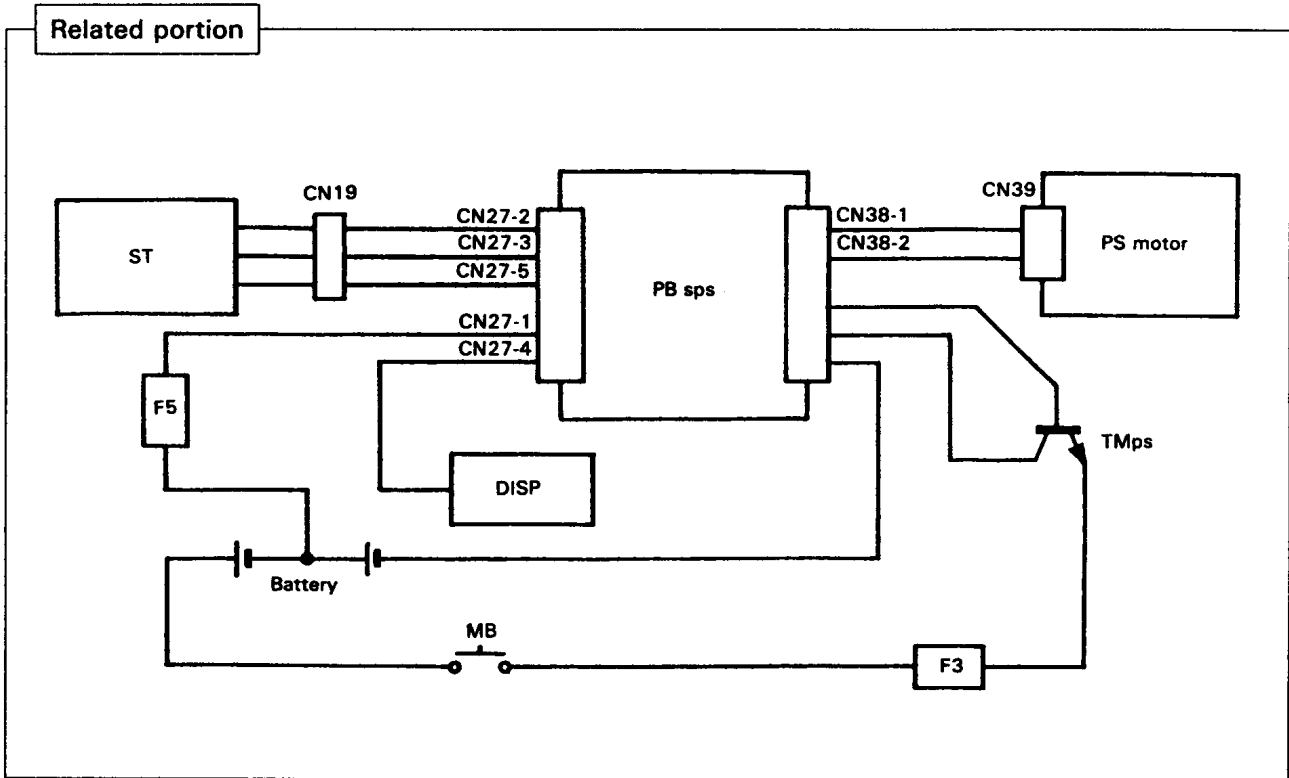 Related portion
CN19
CN27-2
CN27-3
CN27-5
CN27-1
CN27-4
ST
PB sps
CN38-1
CN38-2
CN39
PS motor
F5
DISP
TMps
Battery
MB
F3